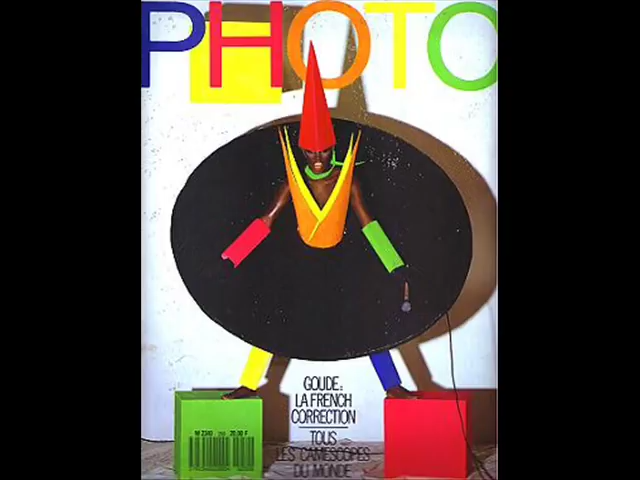 PHOTO
GOUDE:
LA FRENCH
CORRECTION
TOUS
LES CAMESCOPES
DU MONDE